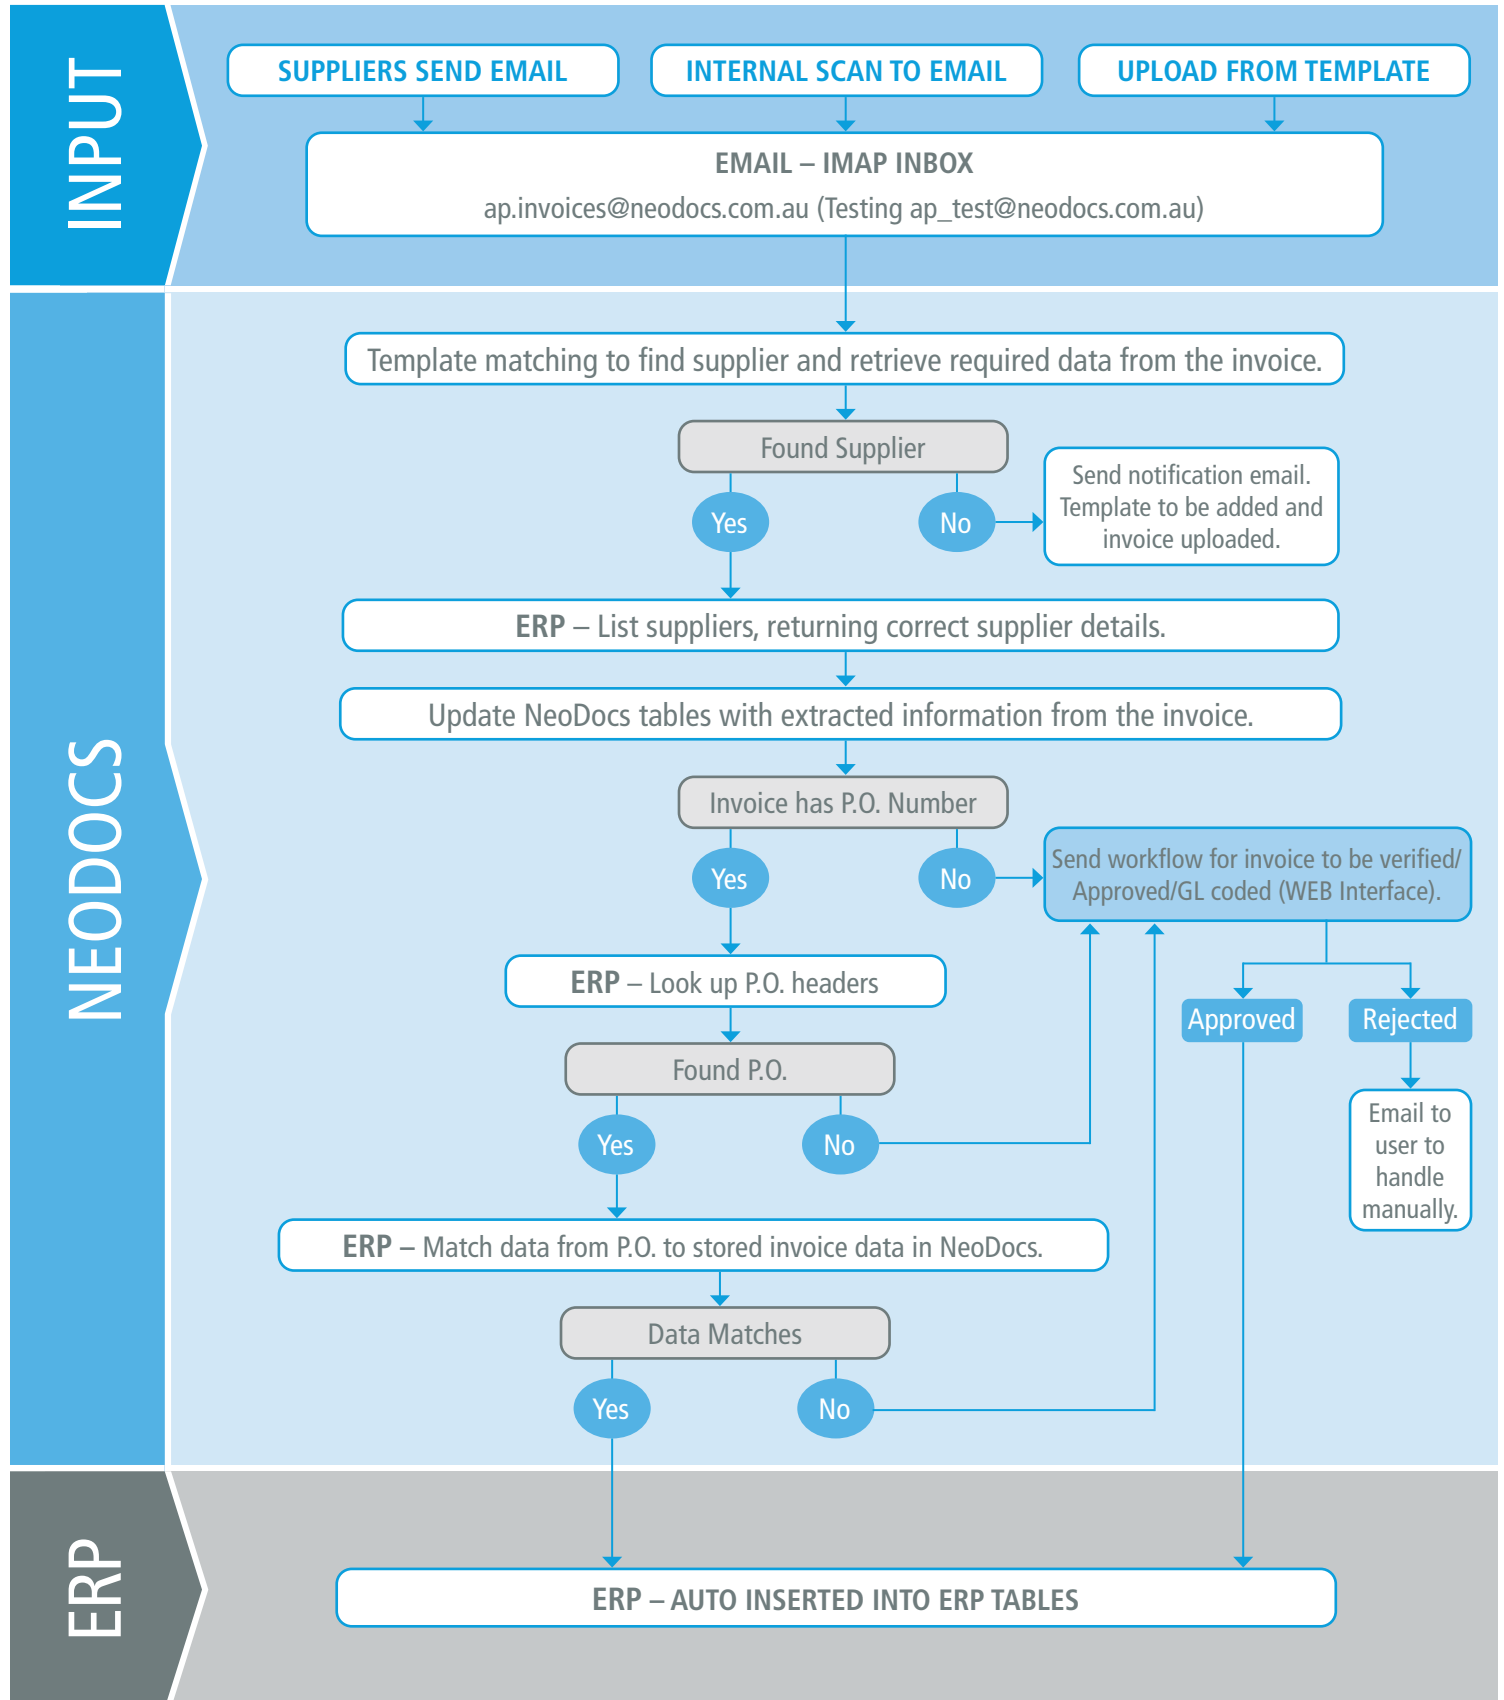 INPUT
SUPPLIERS SEND EMAIL
INTERNAL SCAN TO EMAIL
UPLOAD FROM TEMPLATE
EMAIL – IMAP INBOX
ap.invoices@neodocs.com.au (Testing ap_test@neodocs.com.au)
NEODOCS
Template matching to find supplier and retrieve required data from the invoice.
Found Supplier
Yes
No
Send notification email.
Template to be added and
invoice uploaded.
ERP – List suppliers, returning correct supplier details.
Update NeoDocs tables with extracted information from the invoice.
Invoice has P.O. Number
Yes
No
Send workflow for invoice to be verified/
Approved/GL coded (WEB Interface).
ERP – Look up P.O. headers
Approved
Rejected
Found P.O.
Yes
No
Email to
user to
handle
manually.
ERP – Match data from P.O. to stored invoice data in NeoDocs.
Data Matches
Yes
No
ERP
ERP – AUTO INSERTED INTO ERP TABLES